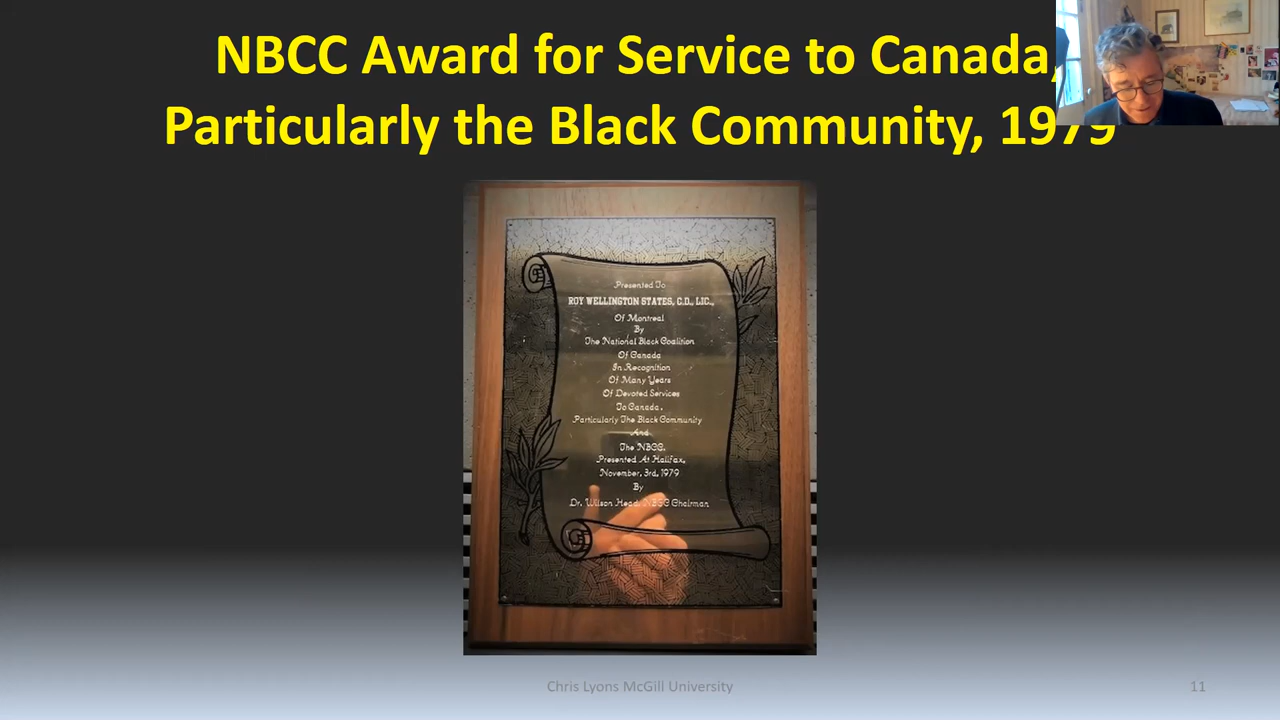 NBCC Award for Service to Canada,
Particularly the Black Community, 1979
Presented To
ROY WELLINGTON STATES, C.D., LIC.,
Of Montreal
By
The National Black Coalition
Of Canada
In Recognition
Of Many Years
Of Devoted Services
To Canada,
Particularly The Black Community
And
The NBCC.
Presented At Halifax,
November, 3rd, 1979
By
Dr. Wilson Head, NBCC Chairman
Chris Lyons McGill University
11